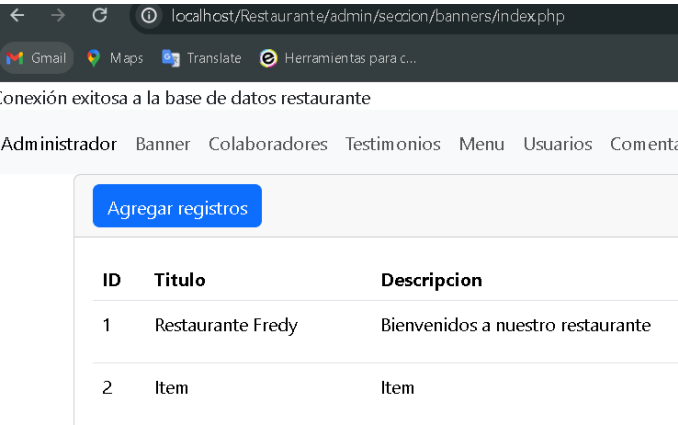 localhost/Restaurante/admin/seccion/banners/index.php
Gmail Maps Translate Herramientas para c...
Conexión exitosa a la base de datos restaurante
Administrador Banner Colaboradores Testimonios Menu Usuarios Comenta
Agregar registros
ID Titulo Descripcion
1 Restaurante Fredy Bienvenidos a nuestro restaurante
2 Item Item